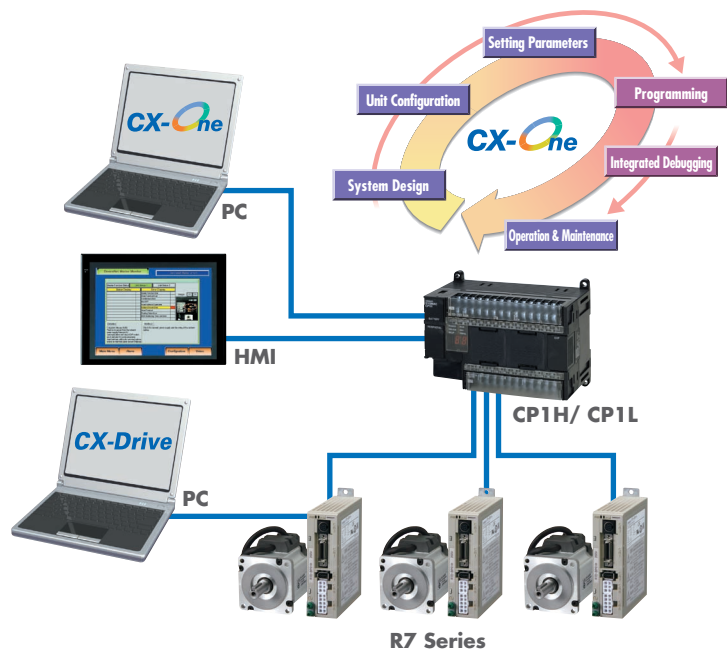 CX-One
PC
Setting Parameters
Unit Configuration
Programming
CX-One
Integrated Debugging
System Design
Operation & Maintenance
HMI
CP1H/ CP1L
CX-Drive
PC
R7 Series